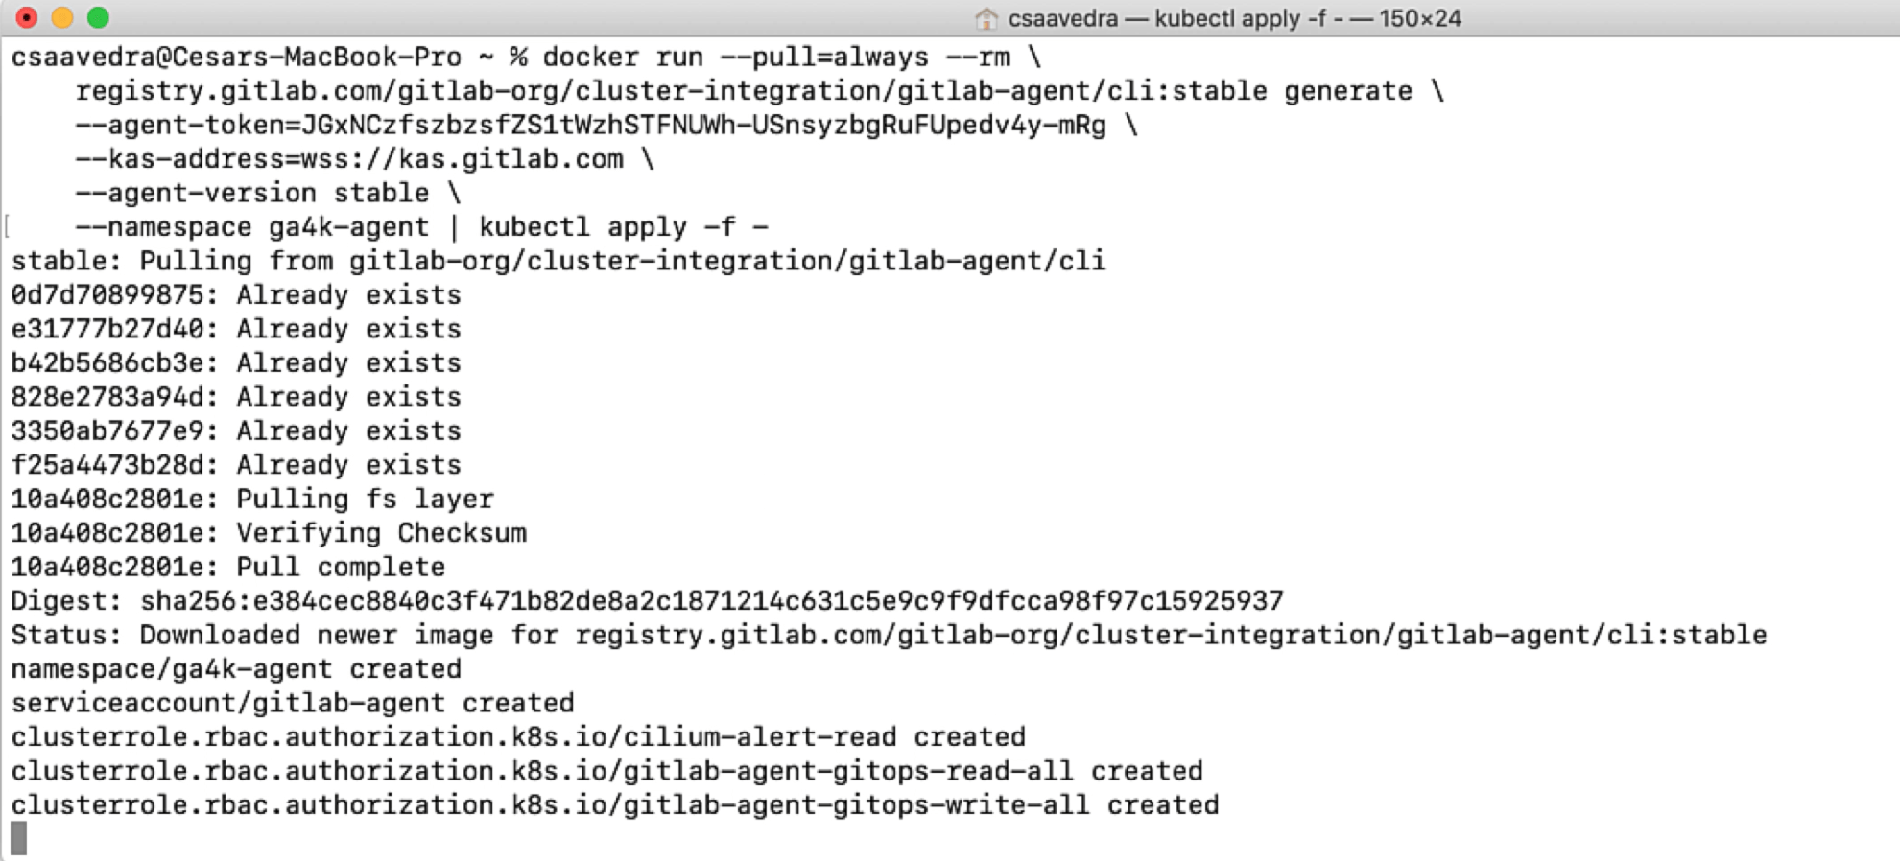 csaavedra — kubectl apply -f - — 150×24
csaavedra@Cesars-MacBook-Pro ~ % docker run --pull=always --rm \
registry.gitlab.com/gitlab-org/cluster-integration/gitlab-agent/cli:stable generate \
--agent-token=JGxNCzfszbzsfZS1tWzhSTFNUWh-USnsyzbgRuFUpedv4y-mRg \
--kas-address=wss://kas.gitlab.com \
--agent-version stable \
[    --namespace ga4k-agent | kubectl apply -f -
stable: Pulling from gitlab-org/cluster-integration/gitlab-agent/cli
0d7d70899875: Already exists
e31777b27d40: Already exists
b42b5686cb3e: Already exists
828e2783a94d: Already exists
3350ab7677e9: Already exists
f25a4473b28d: Already exists
10a408c2801e: Pulling fs layer
10a408c2801e: Verifying Checksum
10a408c2801e: Pull complete
Digest: sha256:e384cec8840c3f471b82de8a2c1871214c631c5e9c9f9dfcca98f97c15925937
Status: Downloaded newer image for registry.gitlab.com/gitlab-org/cluster-integration/gitlab-agent/cli:stable
namespace/ga4k-agent created
serviceaccount/gitlab-agent created
clusterrole.rbac.authorization.k8s.io/cilium-alert-read created
clusterrole.rbac.authorization.k8s.io/gitlab-agent-gitops-read-all created
clusterrole.rbac.authorization.k8s.io/gitlab-agent-gitops-write-all created